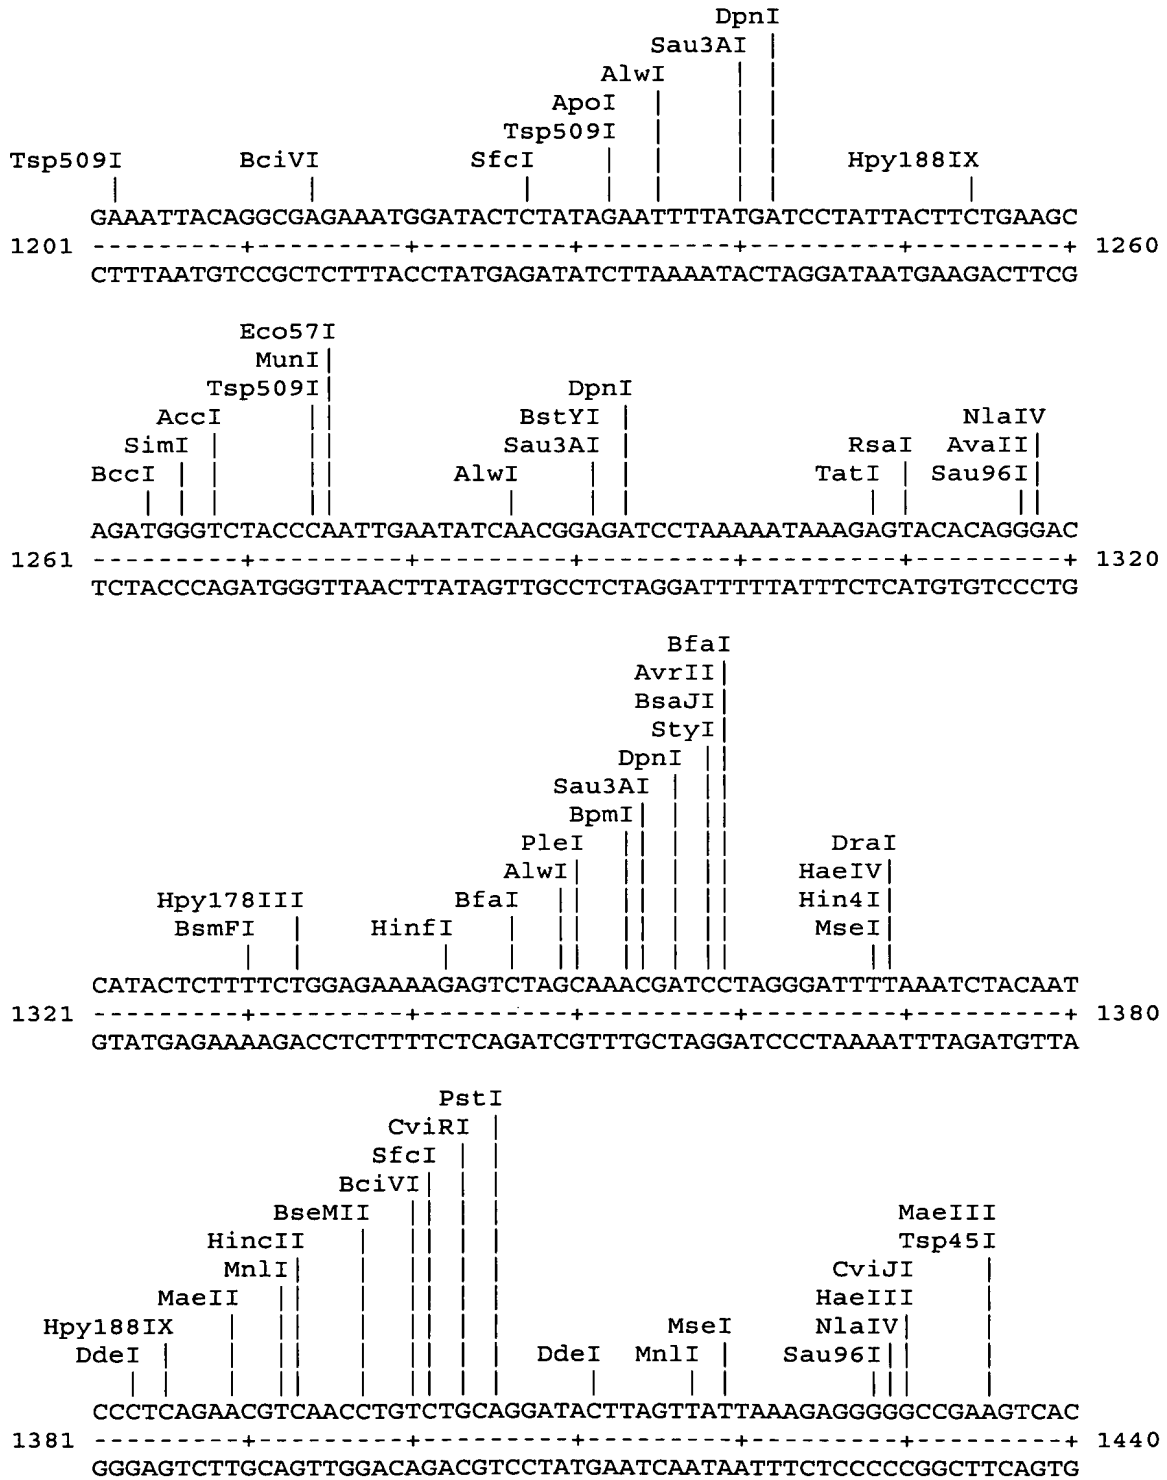 DpnI
Sau3AI |
AlwI | |
ApoI | | |
Tsp509I | | |
Tsp509I BciVI SfcI | | | | Hpy188IX
| | | | | | | |
GAAATTACAGGCGAGAAATGGATACTCTATAGAATTTTATGATCCTATTACTTCTGAAGC
1201 ---------+---------+---------+---------+---------+---------+ 1260
CTTTAATGTCCGCTCTTTACCTATGAGATATCTTAAAATACTAGGATAATGAAGACTTCG
Eco57I
MunI|
Tsp509I| DpnI
AccI || BstYI | NlaIV
SimI | || Sau3AI | RsaI AvaII|
BccI | | || AlwI | | TatI | Sau96I|
| | | || | | | | | ||
AGATGGGTCTACCCAATTGAATATCAACGGAGATCCTAAAAATAAAGAGTACACAGGGAC
1261 ---------+---------+---------+---------+---------+---------+ 1320
TCTACCCAGATGGGTTAACTTATAGTTGCCTCTAGGATTTTTATTTCTCATGTGTCCCTG
BfaI
AvrII|
BsaJI|
StyI|
DpnI ||
Sau3AI | ||
BpmI| | ||
PleI || | || DraI
AlwI| || | || HaeIV|
Hpy178III BfaI || || | || Hin4I|
BsmFI | HinfI | || || | || MseI|
| | | | || || | || ||
CATACTCTTTTCTGGAGAAAAGAGTCTAGCAAACGATCCTAGGGATTTTAAATCTACAAT
1321 ---------+---------+---------+---------+---------+---------+ 1380
GTATGAGAAAAGACCTCTTTTCTCAGATCGTTTGCTAGGATCCCTAAAATTTAGATGTTA
PstI
CviRI |
SfcI | |
BciVI| | |
BseMII || | | MaeIII
HincII | || | | Tsp45I
MnlI| | || | | CviJI |
MaeII || | || | | HaeIII |
Hpy188IX | || | || | | MseI NlaIV| |
DdeI | | || | || | | DdeI MnlI | Sau96I|| |
| | | || | || | | | | | ||| |
CCCTCAGAACGTCAACCTGTCTGCAGGATACTTAGTTATTAAAGAGGGGGCCGAAGTCAC
1381 ---------+---------+---------+---------+---------+---------+ 1440
GGGAGTCTTGCAGTTGGACAGACGTCCTATGAATCAATAATTTCTCCCCCGGCTTCAGTG